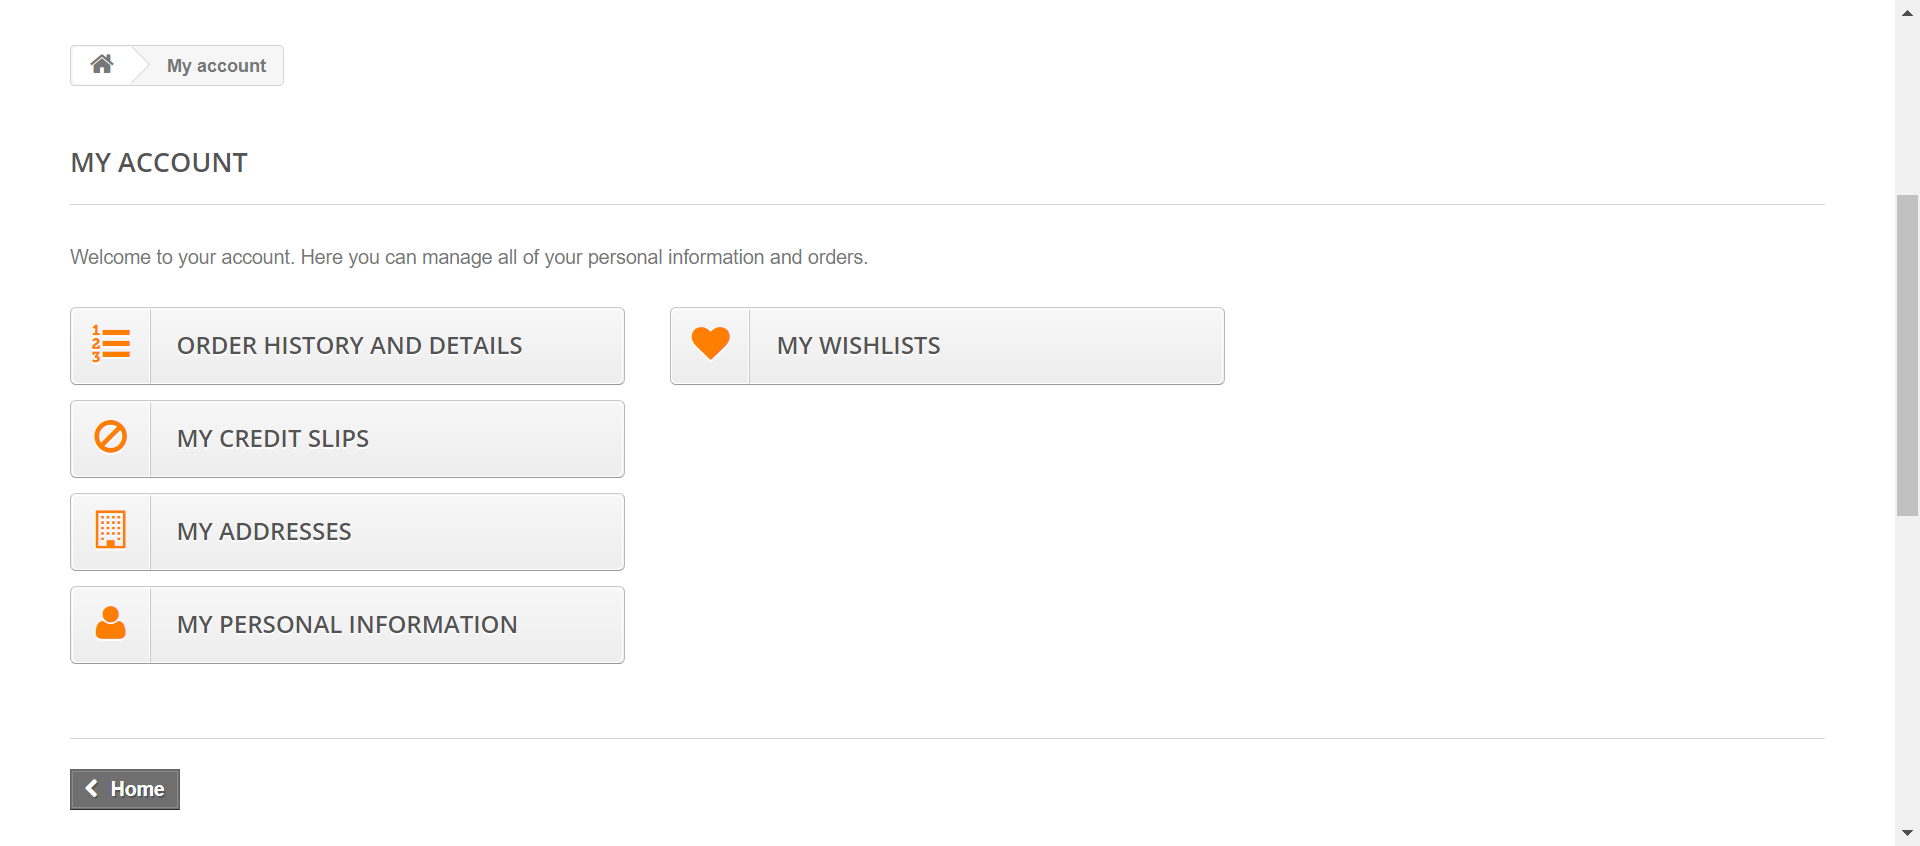 My account
MY ACCOUNT
Welcome to your account. Here you can manage all of your personal information and orders.
ORDER HISTORY AND DETAILS
MY WISHLISTS
MY CREDIT SLIPS
MY ADDRESSES
MY PERSONAL INFORMATION
Home